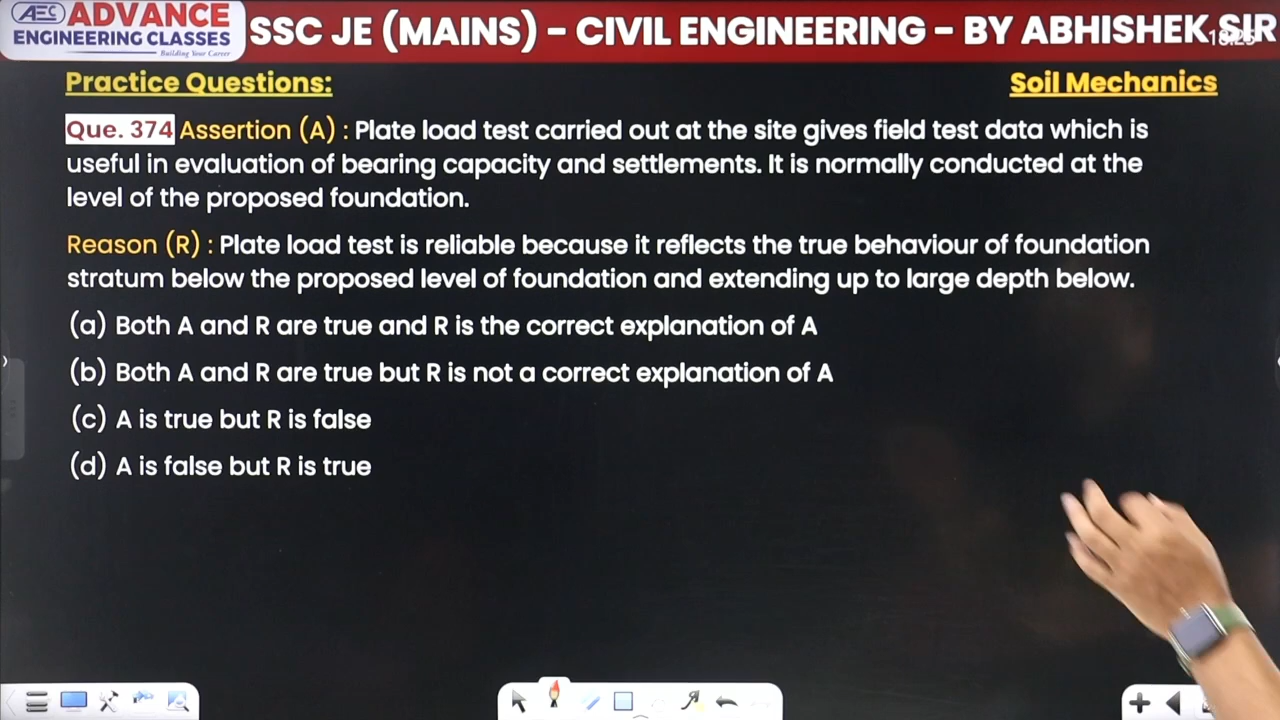 AEC ADVANCE
ENGINEERING CLASSES
Building Your Career
SSC JE (MAINS) - CIVIL ENGINEERING - BY ABHISHEK SIR
Practice Questions:
Soil Mechanics
Que. 374 Assertion (A) : Plate load test carried out at the site gives field test data which is
useful in evaluation of bearing capacity and settlements. It is normally conducted at the
level of the proposed foundation.
Reason (R) : Plate load test is reliable because it reflects the true behaviour of foundation
stratum below the proposed level of foundation and extending up to large depth below.
(a) Both A and R are true and R is the correct explanation of A
(b) Both A and R are true but R is not a correct explanation of A
(c) A is true but R is false
(d) A is false but R is true